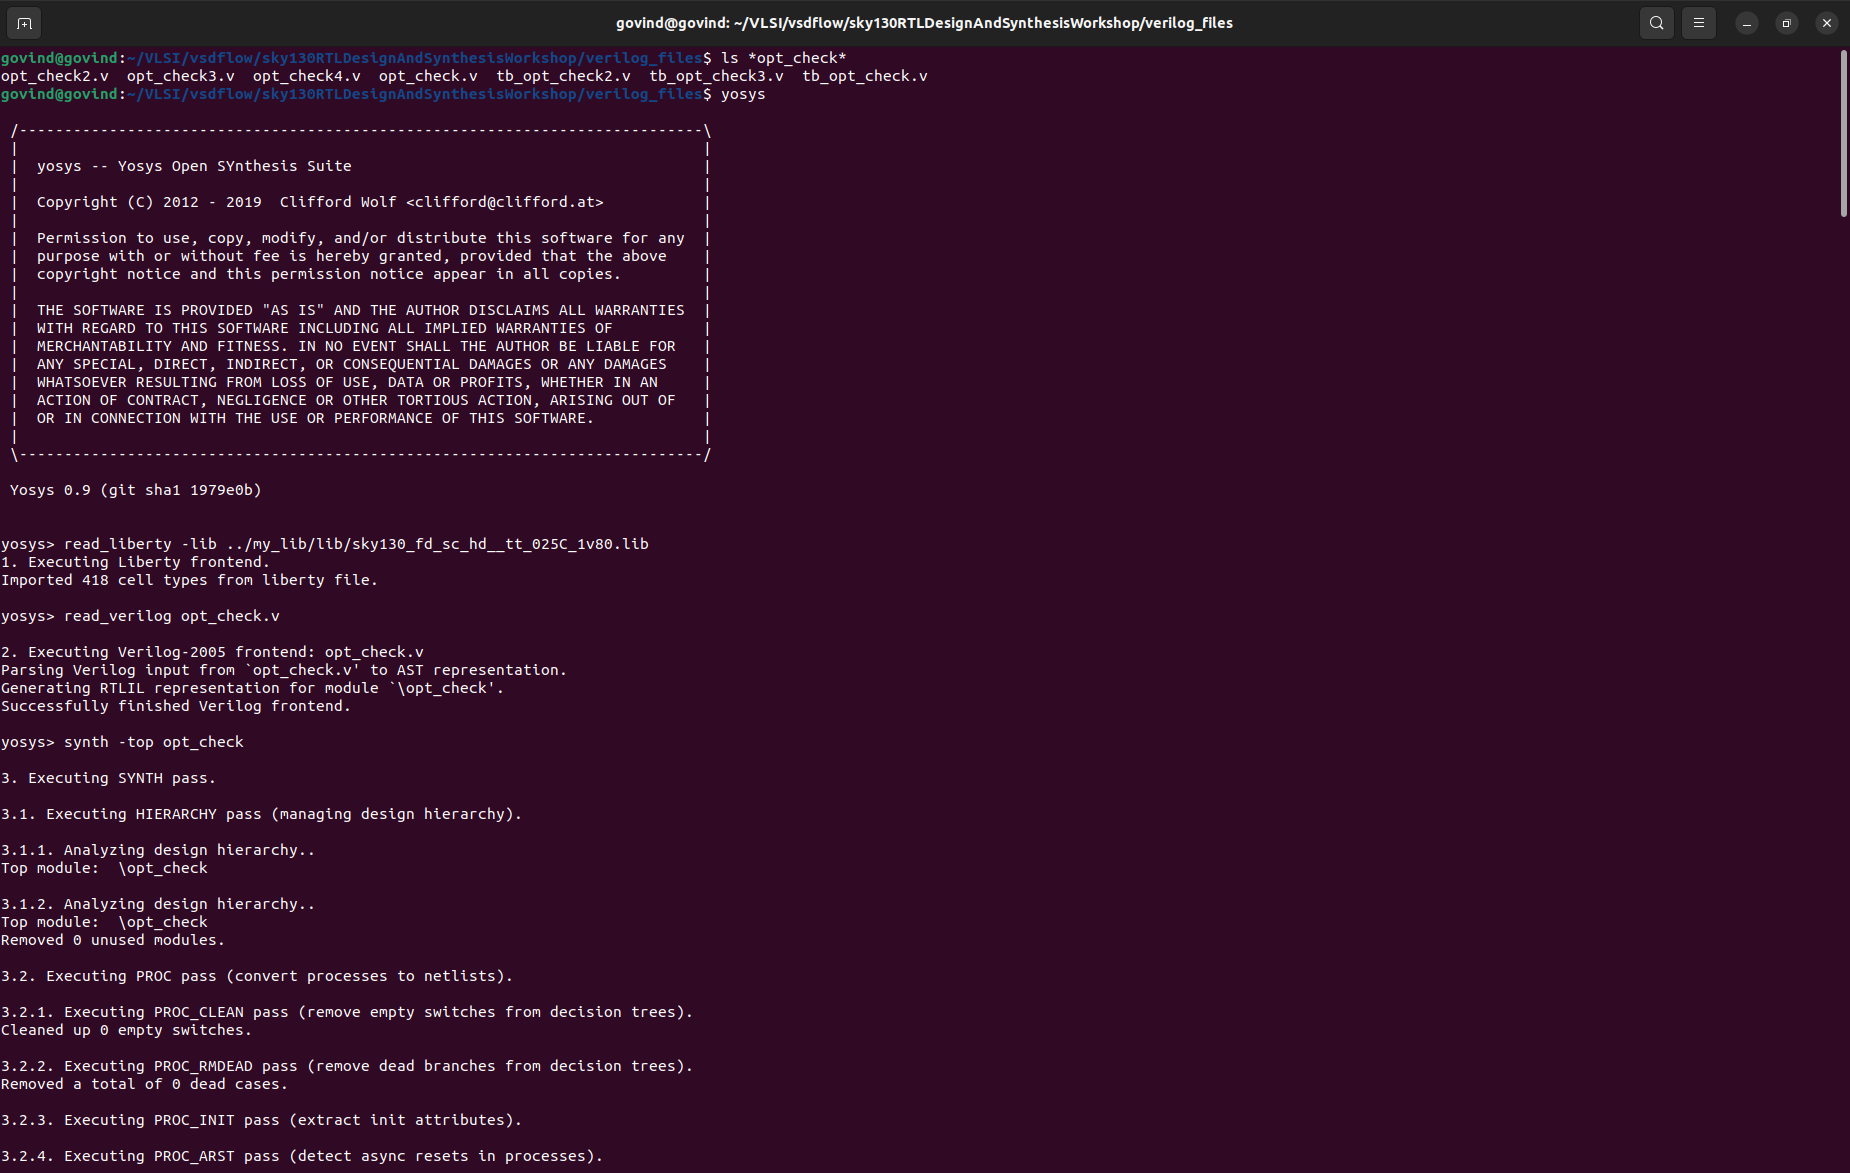 govind@govind: ~/VLSI/vsdflow/sky130RTLDesignAndSynthesisWorkshop/verilog_files
govind@govind:~/VLSI/vsdflow/sky130RTLDesignAndSynthesisWorkshop/verilog_files$ ls *opt_check*
opt_check2.v  opt_check3.v  opt_check4.v  opt_check.v  tb_opt_check2.v  tb_opt_check3.v  tb_opt_check.v
govind@govind:~/VLSI/vsdflow/sky130RTLDesignAndSynthesisWorkshop/verilog_files$ yosys
/----------------------------------------------------------------------------\
|                                                                            |
|  yosys -- Yosys Open SYnthesis Suite                                       |
|                                                                            |
|  Copyright (C) 2012 - 2019  Clifford Wolf <clifford@clifford.at>           |
|                                                                            |
|  Permission to use, copy, modify, and/or distribute this software for any  |
|  purpose with or without fee is hereby granted, provided that the above    |
|  copyright notice and this permission notice appear in all copies.         |
|                                                                            |
|  THE SOFTWARE IS PROVIDED "AS IS" AND THE AUTHOR DISCLAIMS ALL WARRANTIES  |
|  WITH REGARD TO THIS SOFTWARE INCLUDING ALL IMPLIED WARRANTIES OF          |
|  MERCHANTABILITY AND FITNESS. IN NO EVENT SHALL THE AUTHOR BE LIABLE FOR   |
|  ANY SPECIAL, DIRECT, INDIRECT, OR CONSEQUENTIAL DAMAGES OR ANY DAMAGES    |
|  WHATSOEVER RESULTING FROM LOSS OF USE, DATA OR PROFITS, WHETHER IN AN     |
|  ACTION OF CONTRACT, NEGLIGENCE OR OTHER TORTIOUS ACTION, ARISING OUT OF   |
|  OR IN CONNECTION WITH THE USE OR PERFORMANCE OF THIS SOFTWARE.            |
|                                                                            |
\----------------------------------------------------------------------------/
Yosys 0.9 (git sha1 1979e0b)
yosys> read_liberty -lib ../my_lib/lib/sky130_fd_sc_hd__tt_025C_1v80.lib
1. Executing Liberty frontend.
Imported 418 cell types from liberty file.
yosys> read_verilog opt_check.v
2. Executing Verilog-2005 frontend: opt_check.v
Parsing Verilog input from `opt_check.v' to AST representation.
Generating RTLIL representation for module `\opt_check'.
Successfully finished Verilog frontend.
yosys> synth -top opt_check
3. Executing SYNTH pass.
3.1. Executing HIERARCHY pass (managing design hierarchy).
3.1.1. Analyzing design hierarchy..
Top module:  \opt_check
3.1.2. Analyzing design hierarchy..
Top module:  \opt_check
Removed 0 unused modules.
3.2. Executing PROC pass (convert processes to netlists).
3.2.1. Executing PROC_CLEAN pass (remove empty switches from decision trees).
Cleaned up 0 empty switches.
3.2.2. Executing PROC_RMDEAD pass (remove dead branches from decision trees).
Removed a total of 0 dead cases.
3.2.3. Executing PROC_INIT pass (extract init attributes).
3.2.4. Executing PROC_ARST pass (detect async resets in processes).